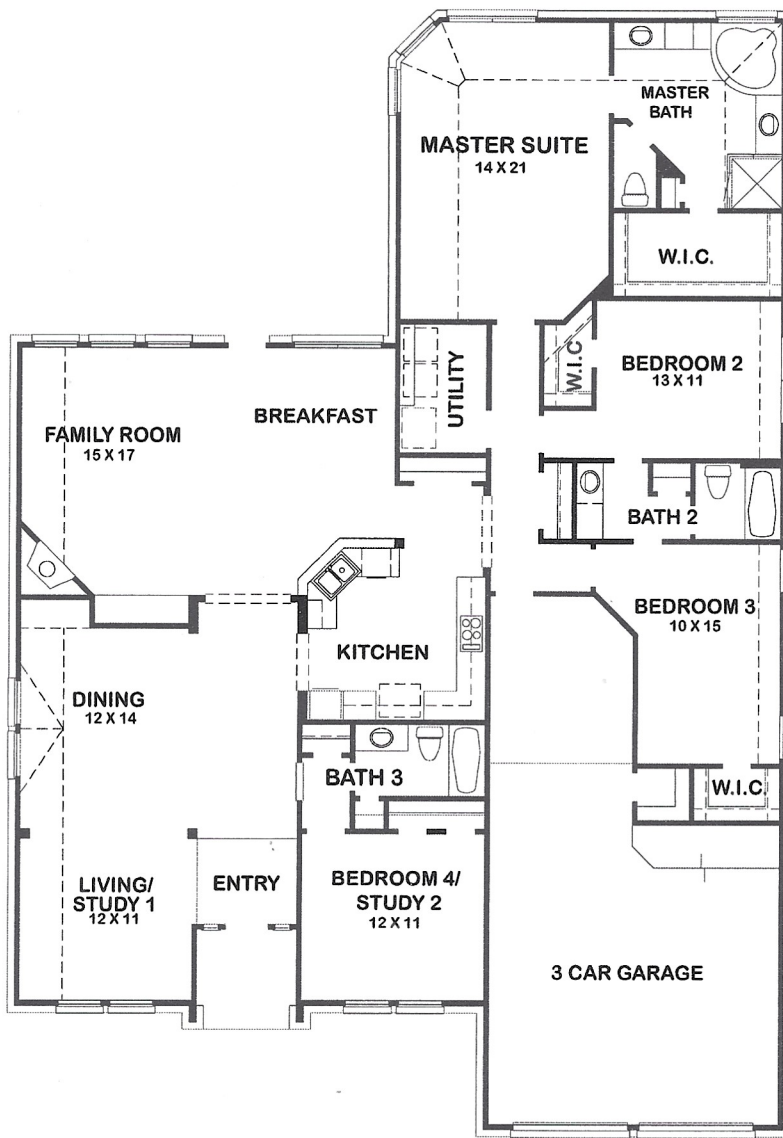 MASTER BATH
MASTER SUITE
14 X 21
W.I.C.
W.I.C
BEDROOM 2
13 X 11
UTILITY
BREAKFAST
FAMILY ROOM
15 X 17
BATH 2
BEDROOM 3
10 X 15
KITCHEN
DINING
12 X 14
BATH 3
W.I.C.
LIVING/
STUDY 1
12 X 11
ENTRY
BEDROOM 4/
STUDY 2
12 X 11
3 CAR GARAGE